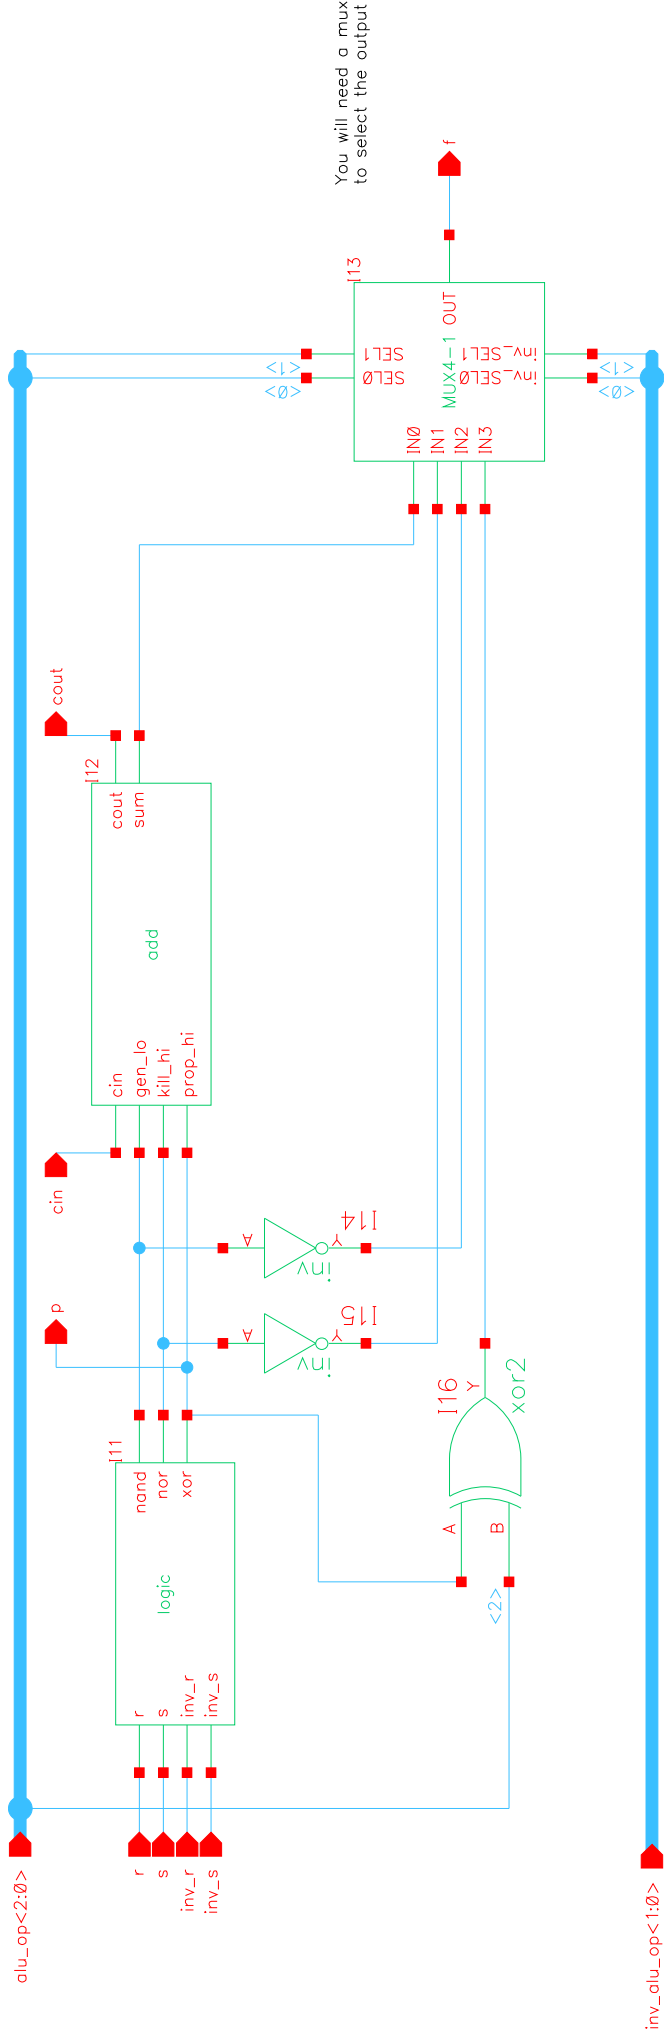 You will need a mux
to select the output
f
I13
OUT
MUX4-1
SEL1
SEL0
inv_SEL1
inv_SEL0
<1>
<0>
<1>
<0>
IN0
IN1
IN2
IN3
cout
I12
cout
sum
add
cin
gen_lo
kill_hi
prop_hi
cin
p
A
Y
I14
inv
A
Y
I15
inv
I16
Y
xor2
A
B
<2>
I11
nand
nor
xor
logic
r
s
inv_r
inv_s
r
s
inv_r
inv_s
alu_op<2:0>
inv_alu_op<1:0>